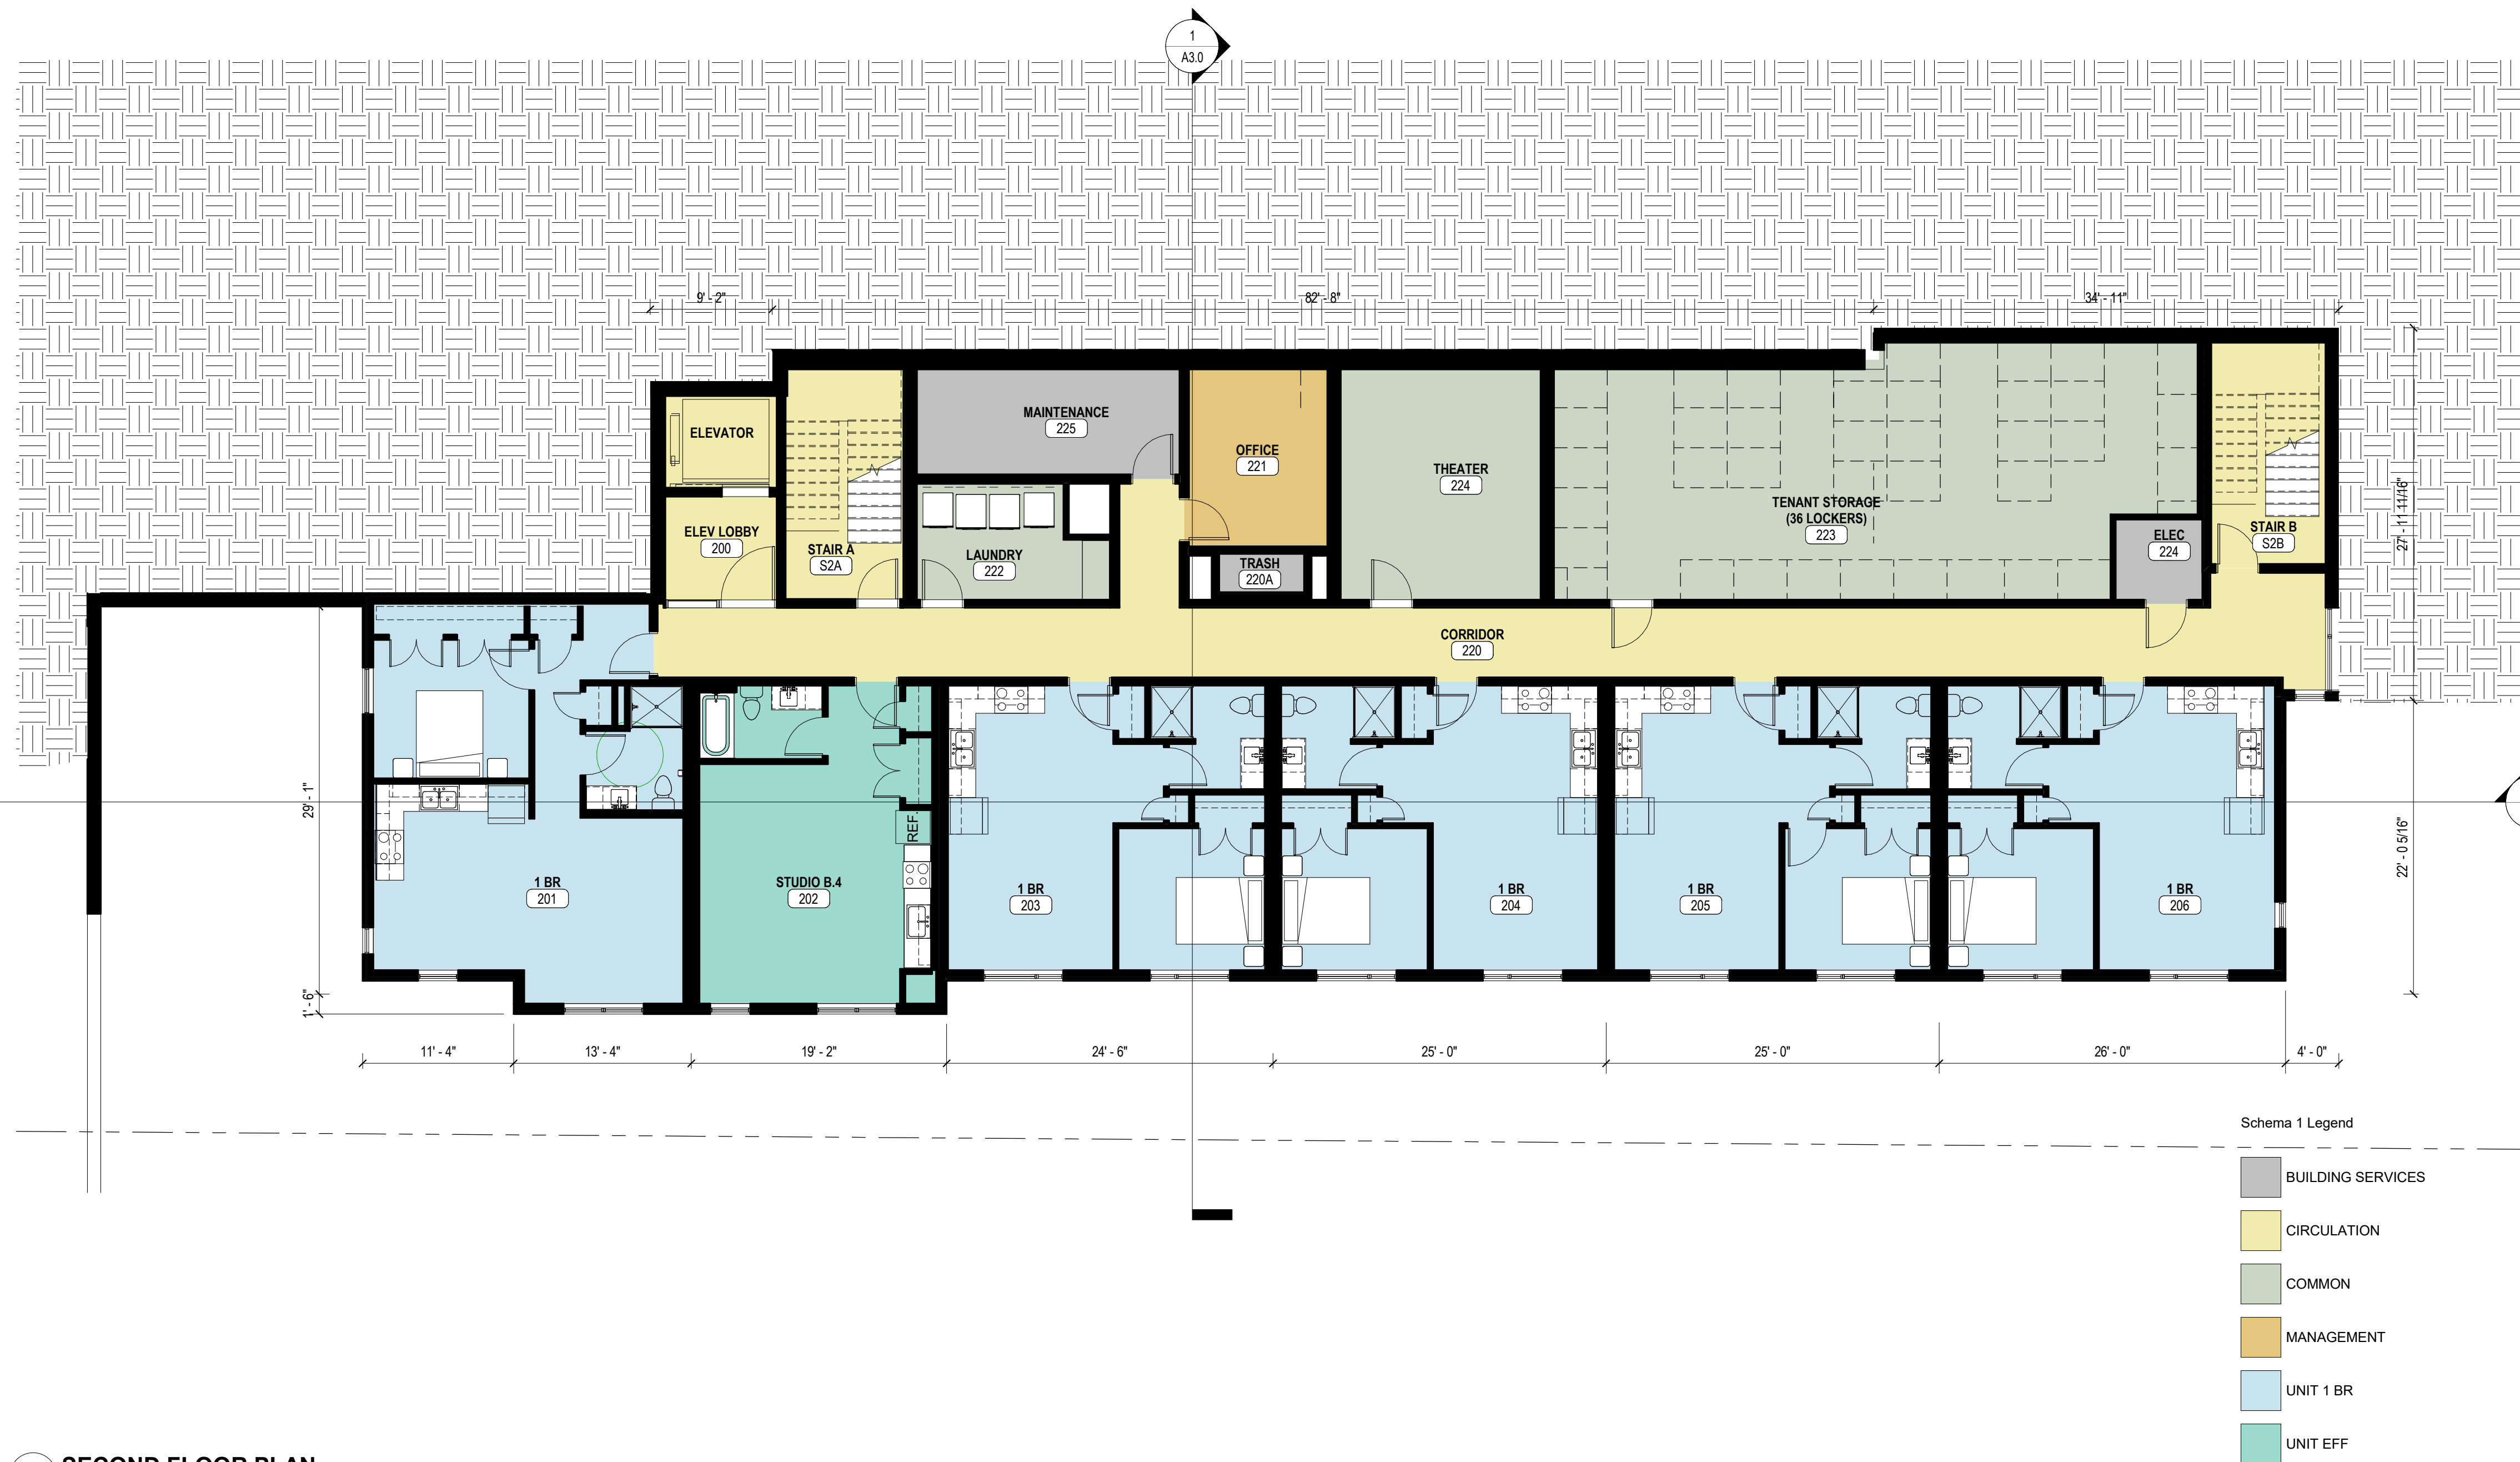 1
A3.0
9' - 2"
82' - 8"
34' - 11"
MAINTENANCE
225
ELEVATOR
OFFICE
221
THEATER
224
TENANT STORAGE
(36 LOCKERS)
223
ELEV LOBBY
200
STAIR A
S2A
LAUNDRY
222
TRASH
220A
ELEC
224
STAIR B
S2B
27' - 11 11/16"
CORRIDOR
220
29' - 1"
1' - 6"
REF.
22' - 0 5/16"
1 BR
201
STUDIO B.4
202
1 BR
203
1 BR
204
1 BR
205
1 BR
206
11' - 4"
13' - 4"
19' - 2"
24' - 6"
25' - 0"
25' - 0"
26' - 0"
4' - 0"
Schema 1 Legend
BUILDING SERVICES
CIRCULATION
COMMON
MANAGEMENT
UNIT 1 BR
UNIT EFF
SECOND FLOOR PLAN